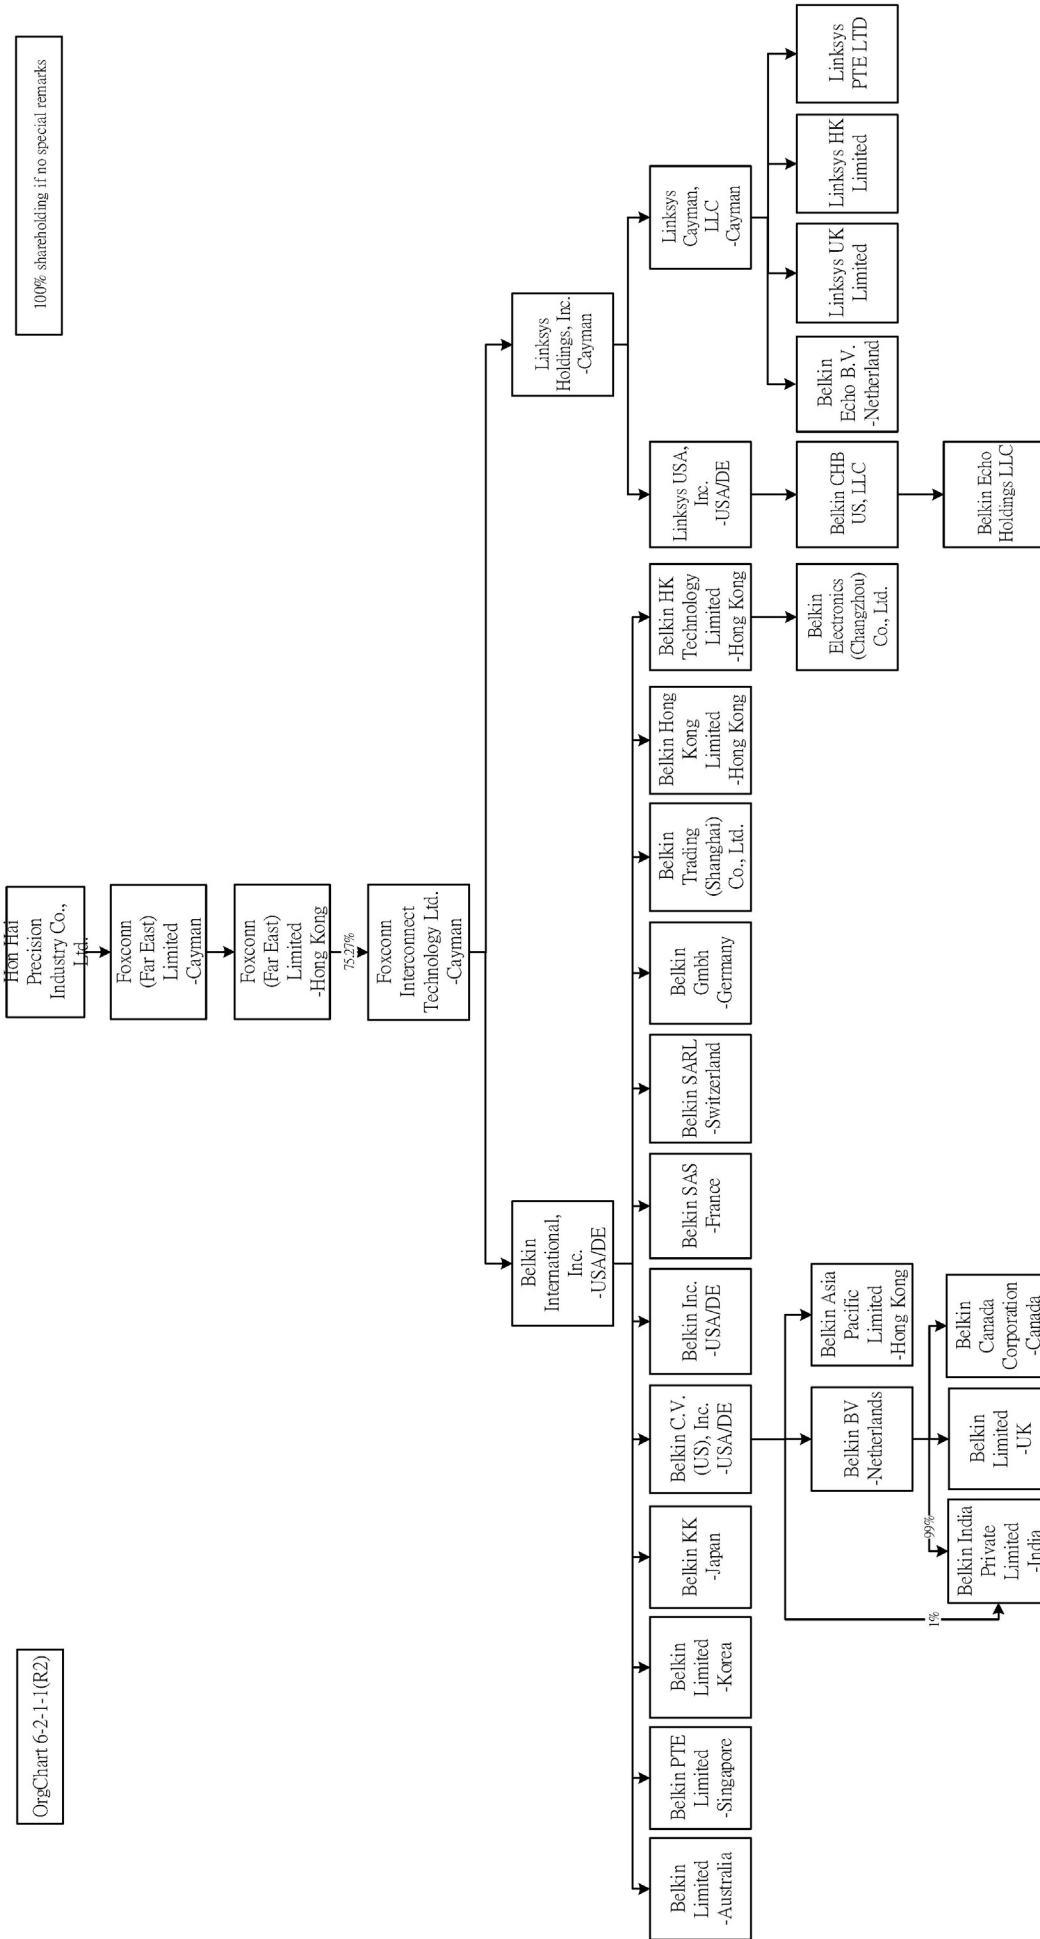 OrgChart 6-2-1-1(R2)
100% shareholding if no special remarks
Hon Hai
Precision
Industry Co.,
Ltd.
Foxconn
(Far East)
Limited
-Cayman
Foxconn
(Far East)
Limited
-Hong Kong
75.27%
Foxconn
Interconnect
Technology Ltd.
-Cayman
Belkin
International,
Inc.
-USA/DE
Linksys
Holdings, Inc.
-Cayman
Belkin
Limited
-Australia
Belkin PTE
Limited
-Singapore
Belkin
Limited
-Korea
Belkin KK
-Japan
Belkin C.V.
(US), Inc.
-USA/DE
Belkin Inc.
-USA/DE
Belkin SAS
-France
Belkin SARL
-Switzerland
Belkin
Gmbh
-Germany
Belkin
Trading
(Shanghai)
Co., Ltd.
Belkin Hong
Kong
Limited
-Hong Kong
Belkin HK
Technology
Limited
-Hong Kong
Linksys USA,
Inc.
-USA/DE
Linksys
Cayman,
LLC
-Cayman
Belkin BV
-Netherlands
Belkin Asia
Pacific
Limited
-Hong Kong
Belkin
Electronics
(Changzhou)
Co., Ltd.
Belkin CHB
US, LLC
Belkin
Echo B.V.
-Netherland
Linksys UK
Limited
Linksys HK
Limited
Linksys
PTE LTD
1%
99%
Belkin India
Private
Limited
-India
Belkin
Limited
-UK
Belkin
Canada
Corporation
-Canada
Belkin Echo
Holdings LLC